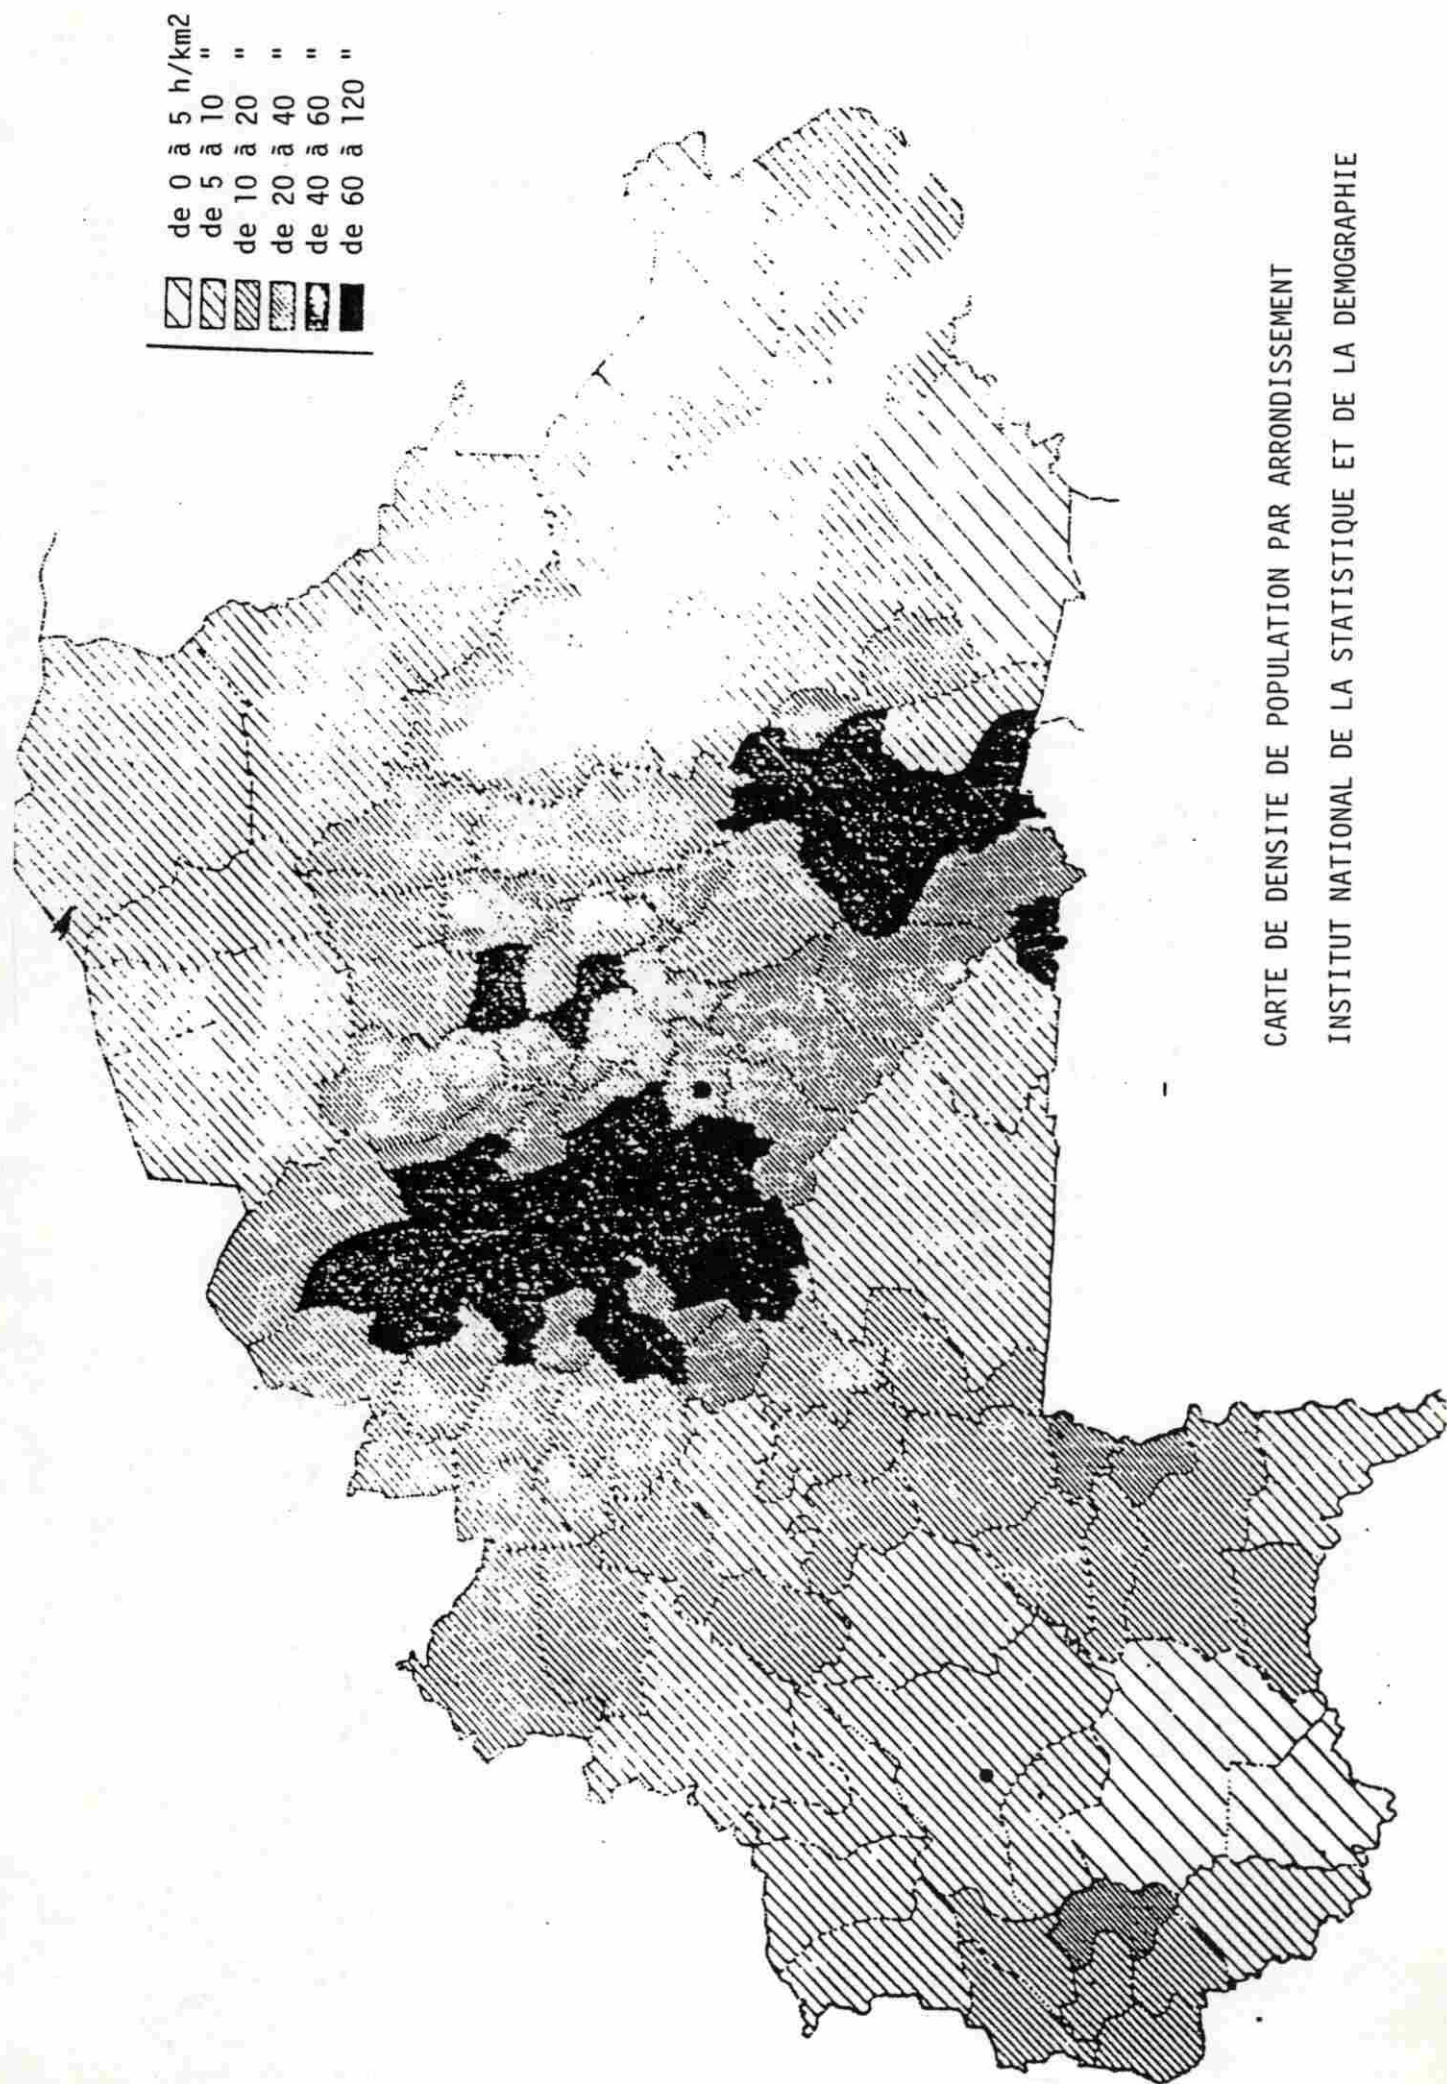 de 0 à 5 h/km2
de 5 à 10 "
de 10 à 20 "
de 20 à 40 "
de 40 à 60 "
de 60 à 120 "
CARTE DE DENSITE DE POPULATION PAR ARRONDISSEMENT
INSTITUT NATIONAL DE LA STATISTIQUE ET DE LA DEMOGRAPHIE